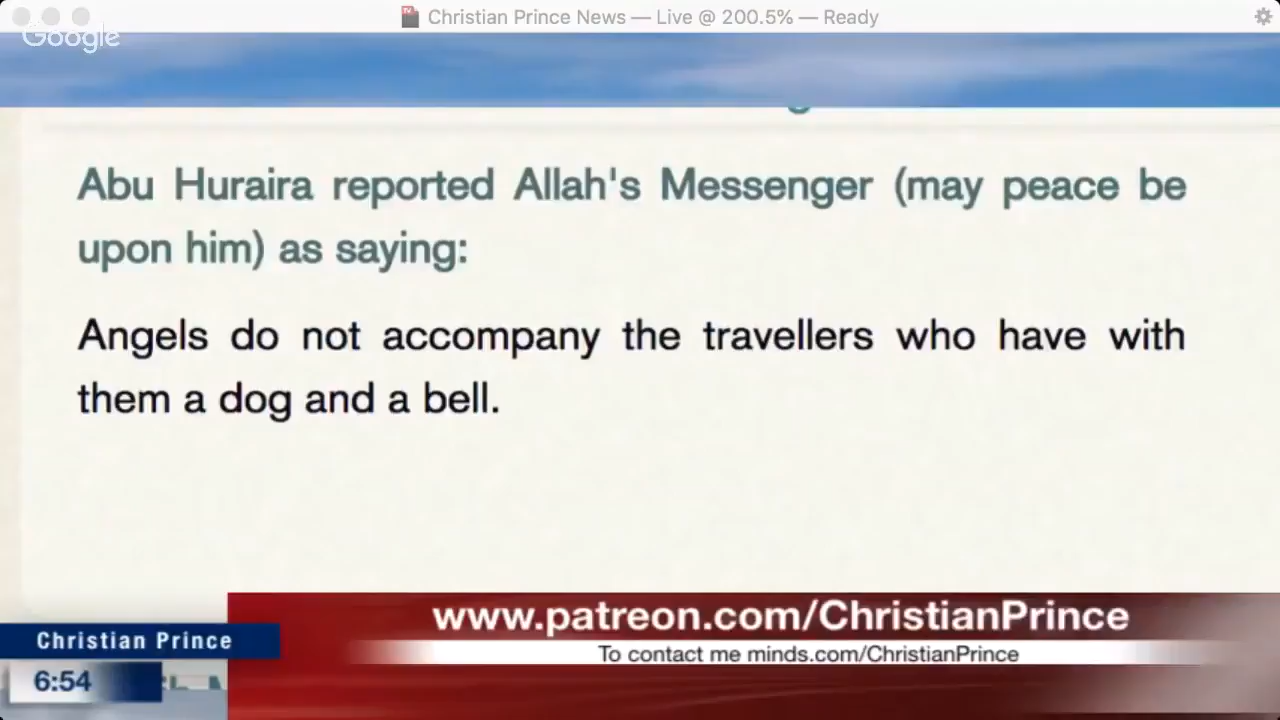 Christian Prince News — Live @ 200.5% — Ready
Google
Abu Huraira reported Allah's Messenger (may peace be
upon him) as saying:
Angels do not accompany the travellers who have with
them a dog and a bell.
www.patreon.com/ChristianPrince
Christian Prince
To contact me minds.com/ChristianPrince
6:54